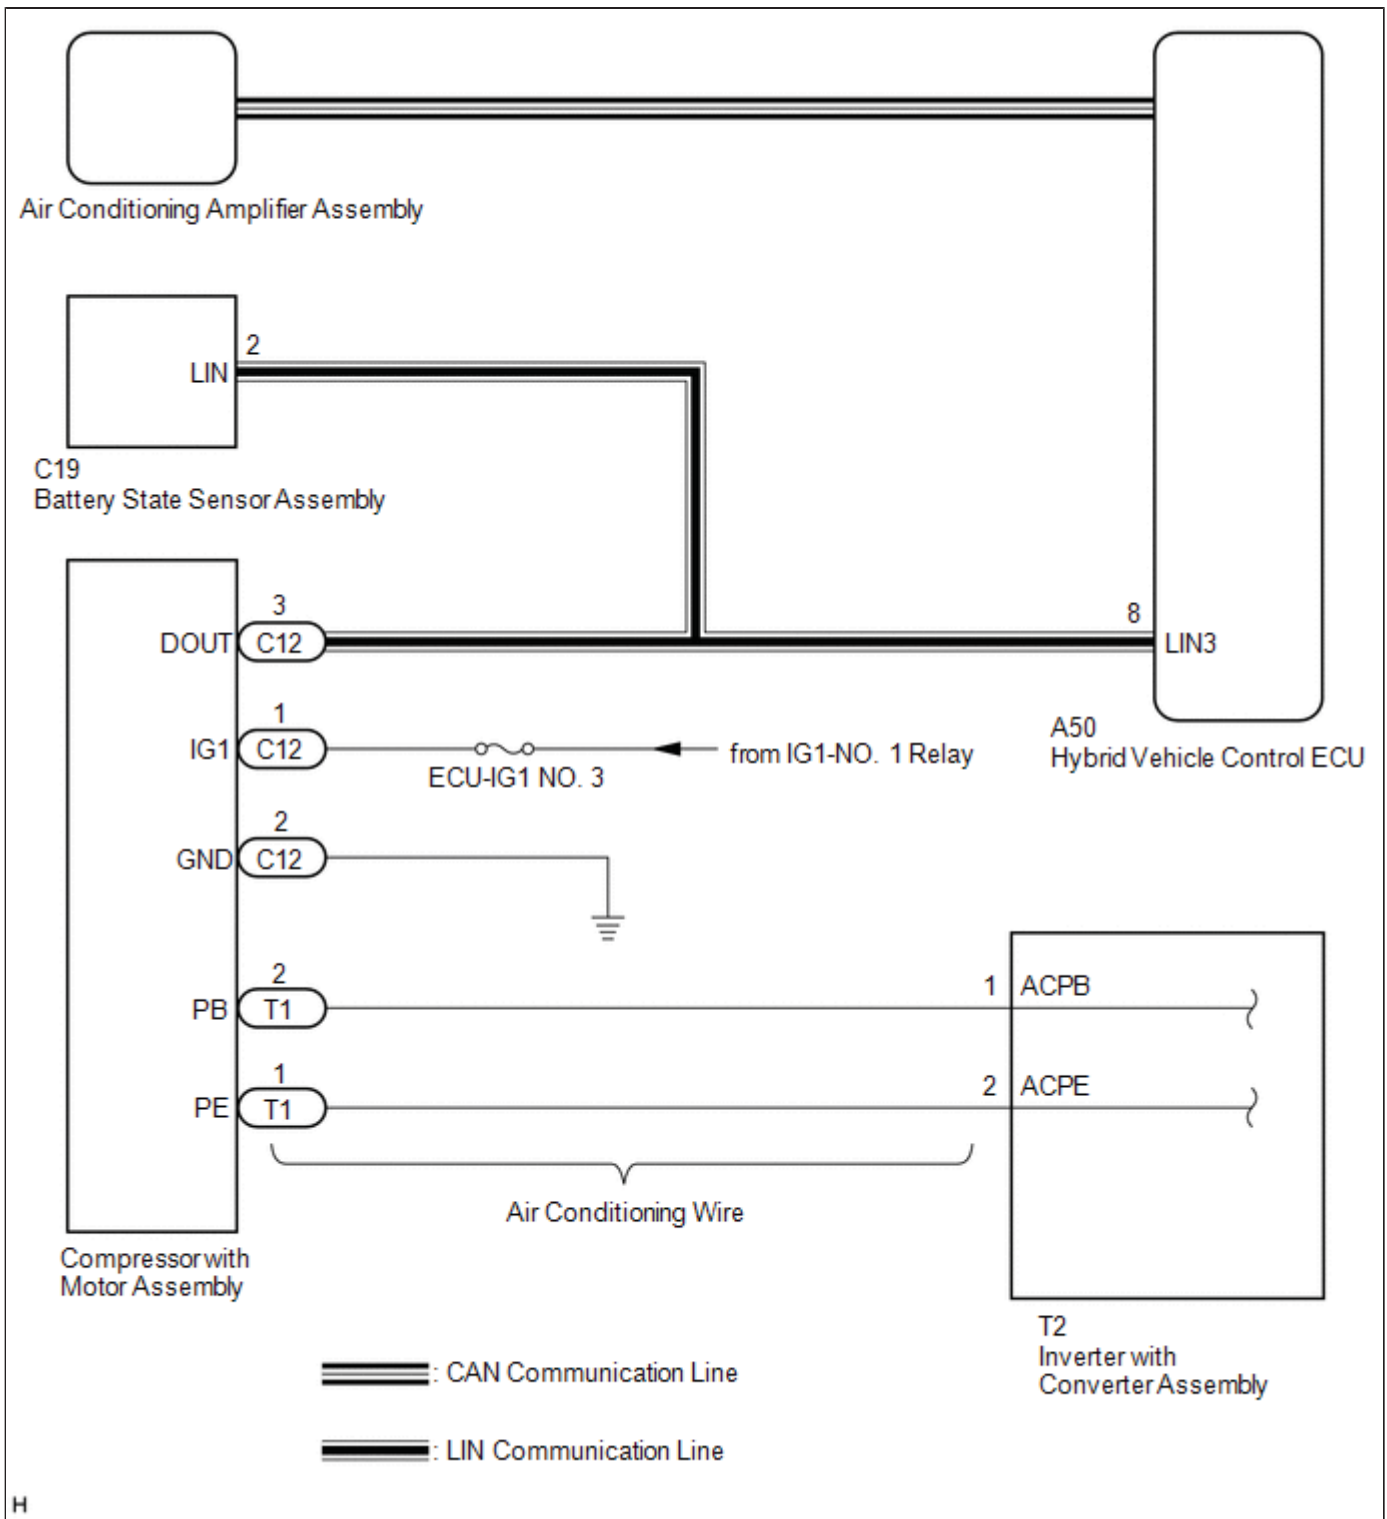 Air Conditioning Amplifier Assembly
2
LIN
C19
Battery State Sensor Assembly
3
DOUT
C12
8
LIN3
1
IG1
C12
ECU-IG1 NO. 3
from IG1-NO. 1 Relay
A50
Hybrid Vehicle Control ECU
2
GND
C12
2
PB
T1
1
ACPB
1
PE
T1
2
ACPE
Air Conditioning Wire
Compressor with
Motor Assembly
T2
Inverter with
Converter Assembly
: CAN Communication Line
: LIN Communication Line
H